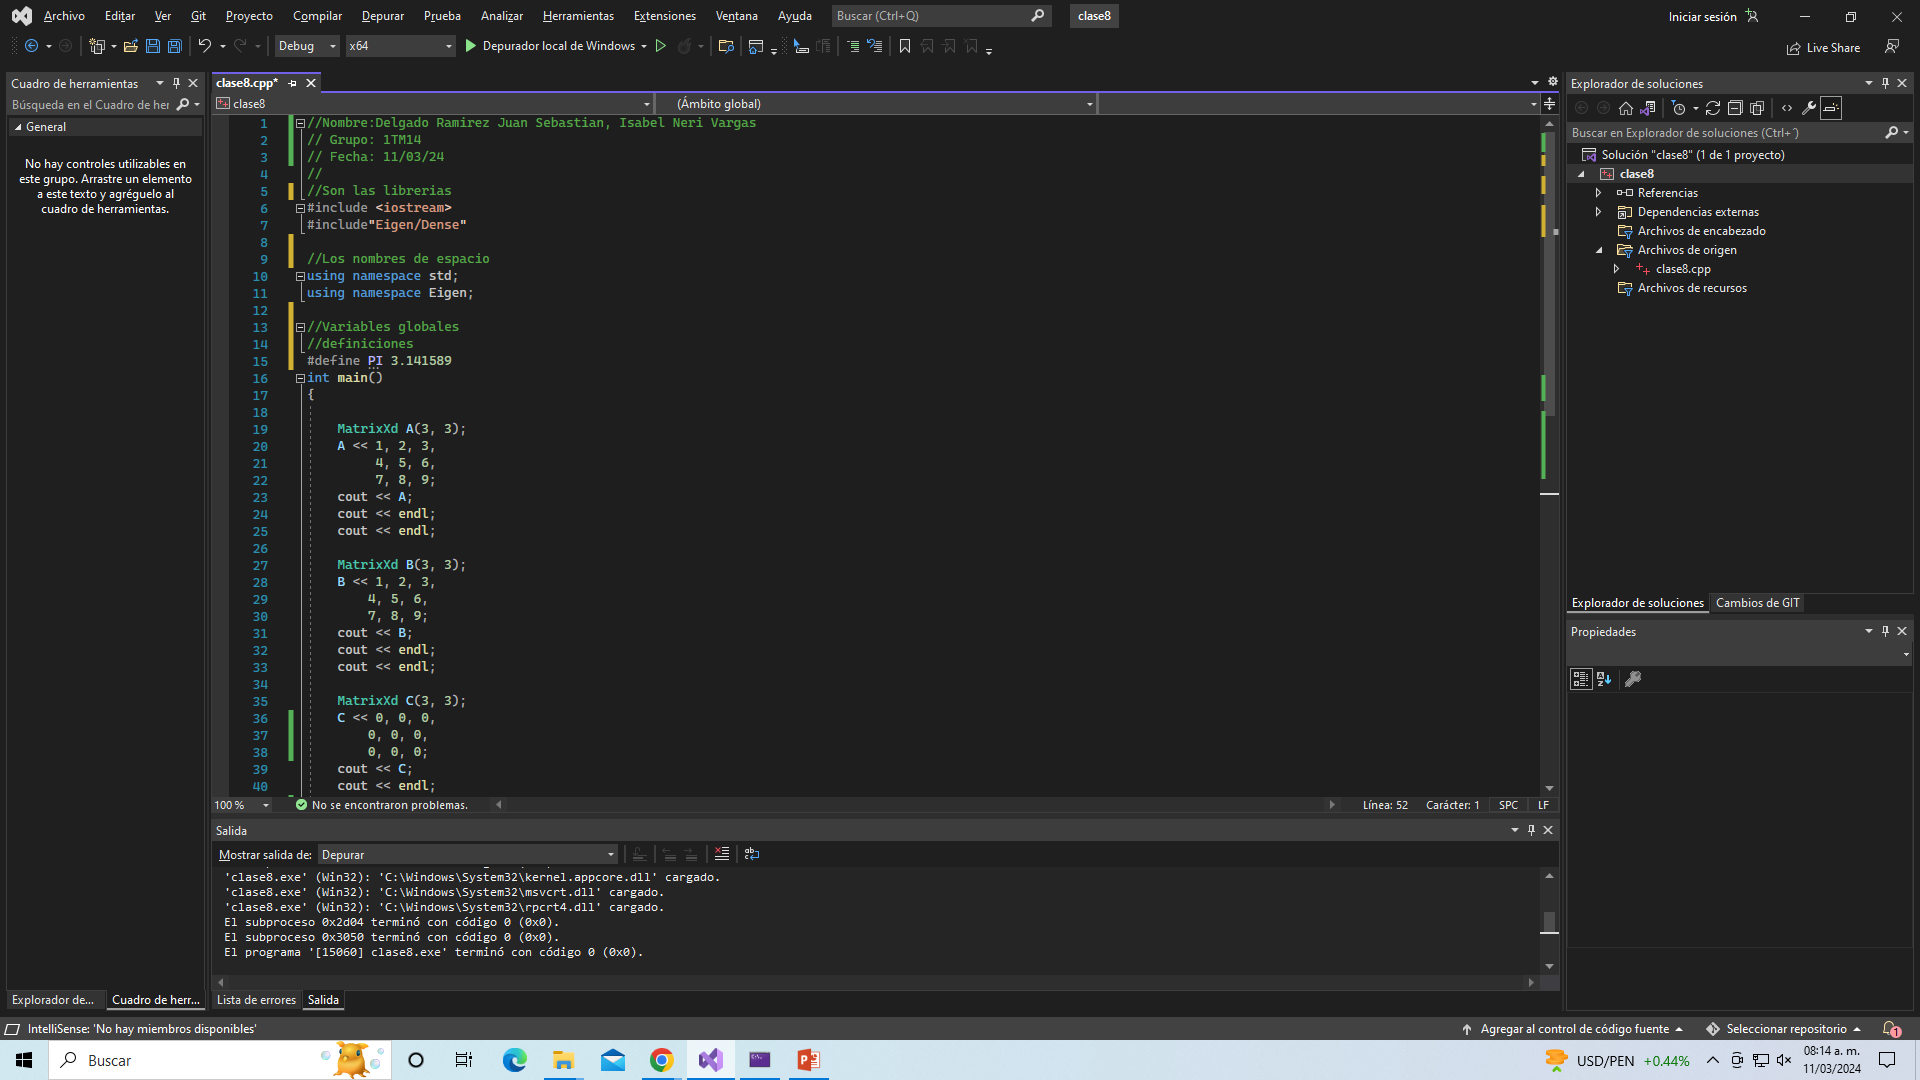 Archivo Editar Ver Git Proyecto Compilar Depurar Prueba Analizar Herramientas Extensiones Ventana Ayuda Buscar (Ctrl+Q) clase8 Iniciar sesión
Debug x64 Depurador local de Windows Live Share
Cuadro de herramientas
Búsqueda en el Cuadro de her
General
No hay controles utilizables en
este grupo. Arrastre un elemento
a este texto y agréguelo al
cuadro de herramientas.
Explorador de... Cuadro de herr...
clase8.cpp*
clase8 (Ámbito global)
1 //Nombre:Delgado Ramirez Juan Sebastian, Isabel Neri Vargas
2 // Grupo: 1TM14
3 // Fecha: 11/03/24
4 //
5 //Son las librerias
6 #include <iostream>
7 #include"Eigen/Dense"
8
9 //Los nombres de espacio
10 using namespace std;
11 using namespace Eigen;
12
13 //Variables globales
14 //definiciones
15 #define PI 3.141589
16 int main()
17 {
18
19 MatrixXd A(3, 3);
20 A << 1, 2, 3,
21 4, 5, 6,
22 7, 8, 9;
23 cout << A;
24 cout << endl;
25 cout << endl;
26
27 MatrixXd B(3, 3);
28 B << 1, 2, 3,
29 4, 5, 6,
30 7, 8, 9;
31 cout << B;
32 cout << endl;
33 cout << endl;
34
35 MatrixXd C(3, 3);
36 C << 0, 0, 0,
37 0, 0, 0,
38 0, 0, 0;
39 cout << C;
40 cout << endl;
100 % No se encontraron problemas. Línea: 52 Carácter: 1 SPC LF
Salida
Mostrar salida de: Depurar
'clase8.exe' (Win32): 'C:\Windows\System32\kernel.appcore.dll' cargado.
'clase8.exe' (Win32): 'C:\Windows\System32\msvcrt.dll' cargado.
'clase8.exe' (Win32): 'C:\Windows\System32\rpcrt4.dll' cargado.
El subproceso 0x2d04 terminó con código 0 (0x0).
El subproceso 0x3050 terminó con código 0 (0x0).
El programa '[15060] clase8.exe' terminó con código 0 (0x0).
Lista de errores Salida
Explorador de soluciones
Buscar en Explorador de soluciones (Ctrl+´)
Solución "clase8" (1 de 1 proyecto)
clase8
Referencias
Dependencias externas
Archivos de encabezado
Archivos de origen
clase8.cpp
Archivos de recursos
Explorador de soluciones Cambios de GIT
Propiedades
IntelliSense: 'No hay miembros disponibles' Agregar al control de código fuente Seleccionar repositorio 1
Buscar USD/PEN +0.44% 08:14 a. m.
11/03/2024